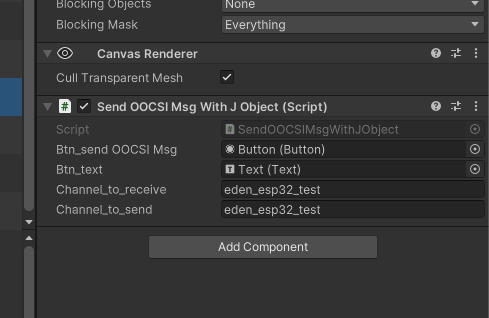 Blocking Objects None
Blocking Mask Everything
Canvas Renderer
Cull Transparent Mesh
# Send OOCSI Msg With J Object (Script)
Script SendOOCSIMsgWithJObject
Btn_send OOCSI Msg Button (Button)
Btn_text Text (Text)
Channel_to_receive eden_esp32_test
Channel_to_send eden_esp32_test
Add Component